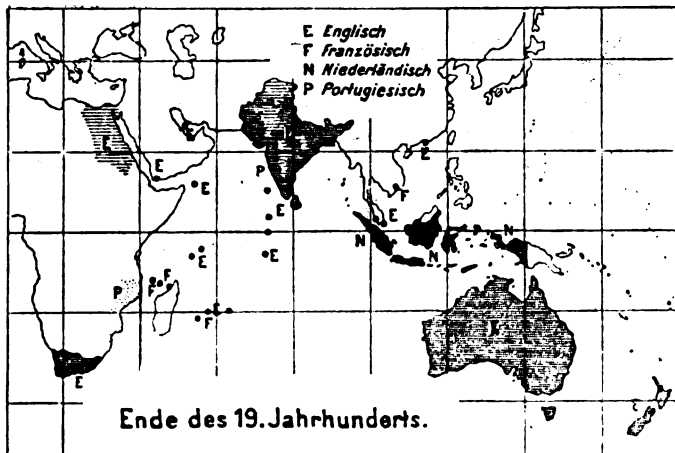 E Englisch
F Französisch
N Niederländisch
P Portugiesisch
E
E
E
P
E
E
F
E
E
N
N
N
E
E
P
F
F
E
F
E
Ende des 19. Jahrhunderts.